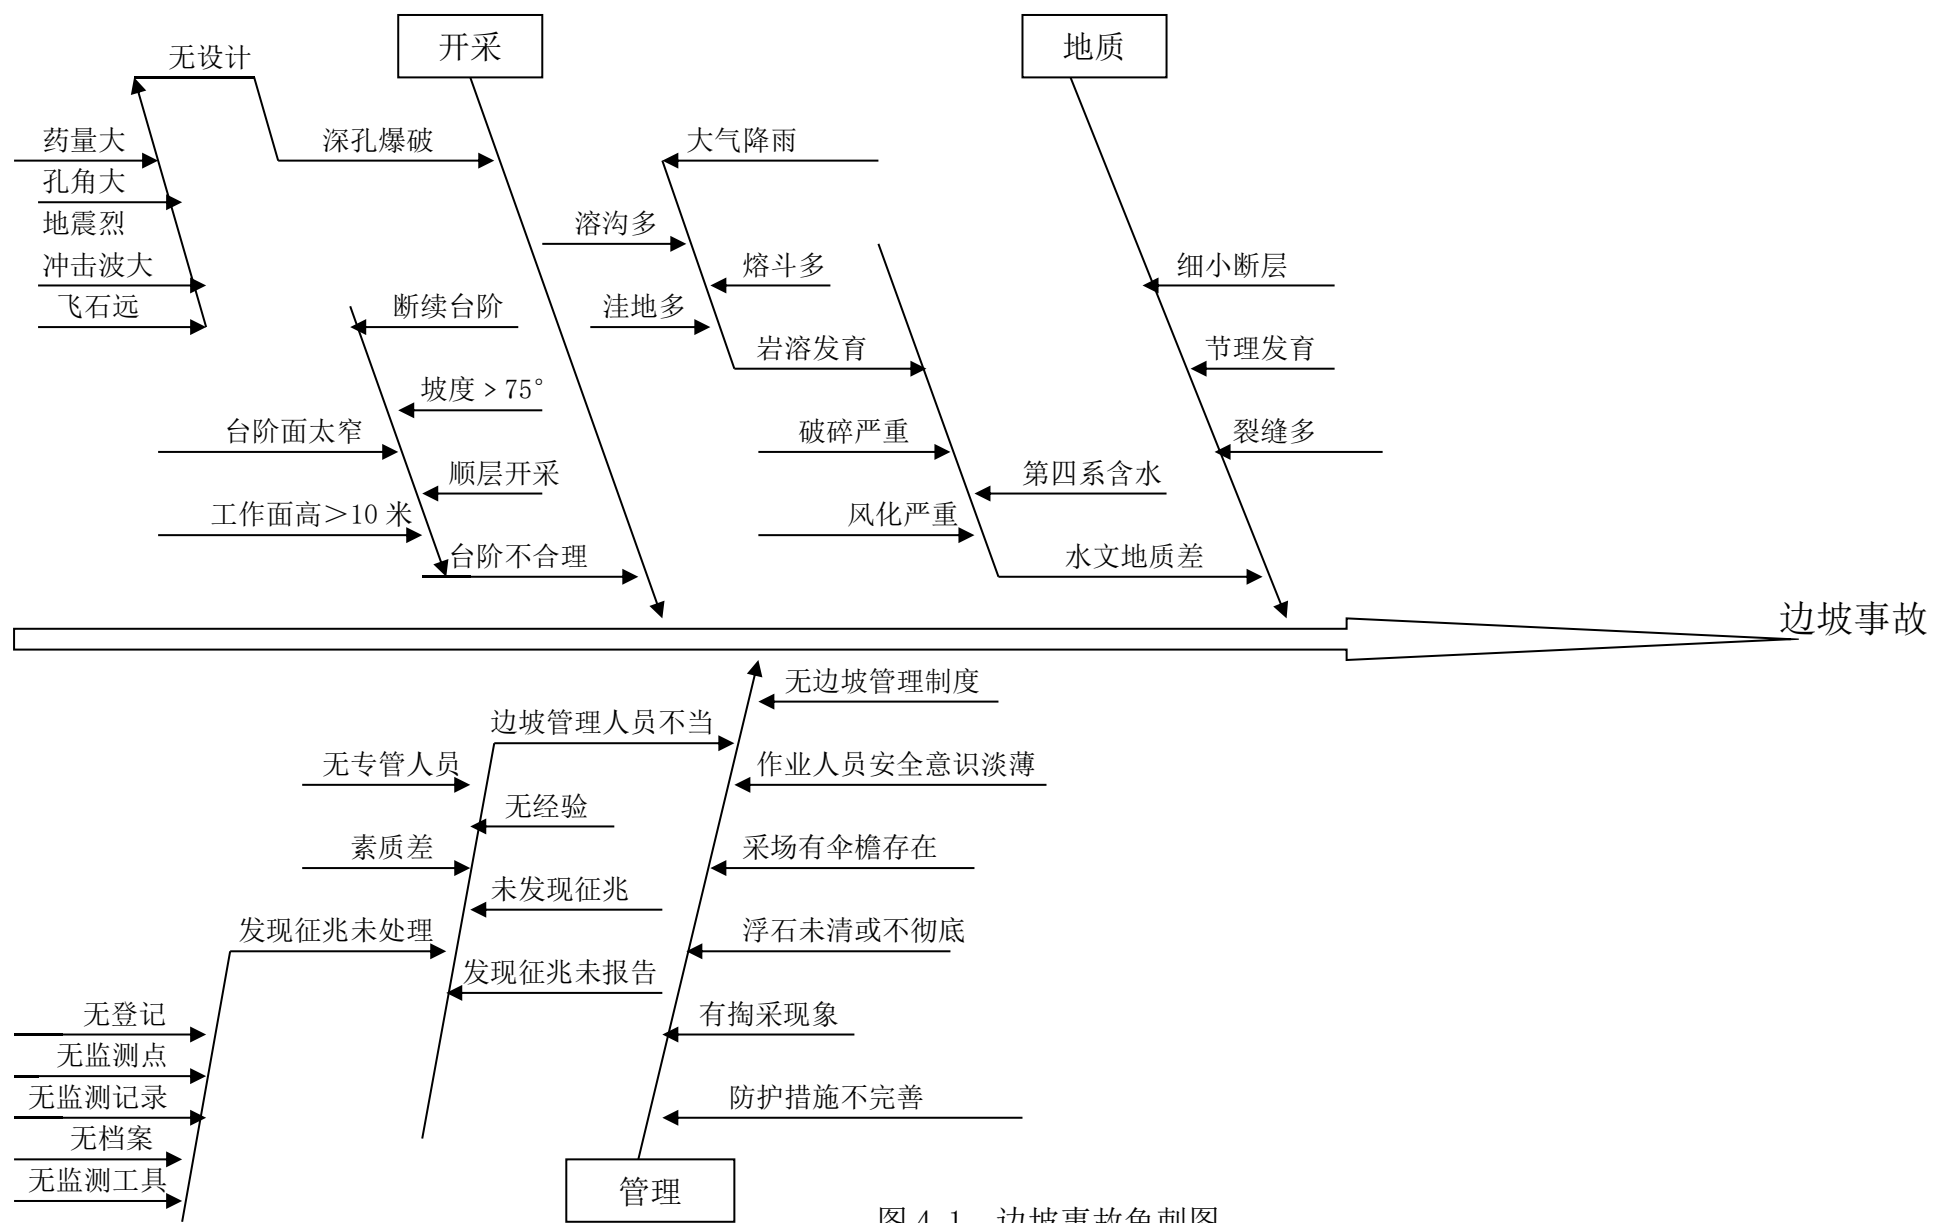 开采
地质
无设计
药量大
深孔爆破
大气降雨
孔角大
地震烈
溶沟多
冲击波大
熔斗多
细小断层
飞石远
断续台阶
洼地多
岩溶发育
节理发育
坡度＞75°
台阶面太窄
破碎严重
裂缝多
顺层开采
第四系含水
工作面高＞10 米
风化严重
台阶不合理
水文地质差
边坡事故
无边坡管理制度
边坡管理人员不当
无专管人员
作业人员安全意识淡薄
无经验
素质差
采场有伞檐存在
未发现征兆
发现征兆未处理
浮石未清或不彻底
发现征兆未报告
无登记
有掏采现象
无监测点
无监测记录
防护措施不完善
无档案
无监测工具
管理
图 4-1 边坡事故鱼刺图